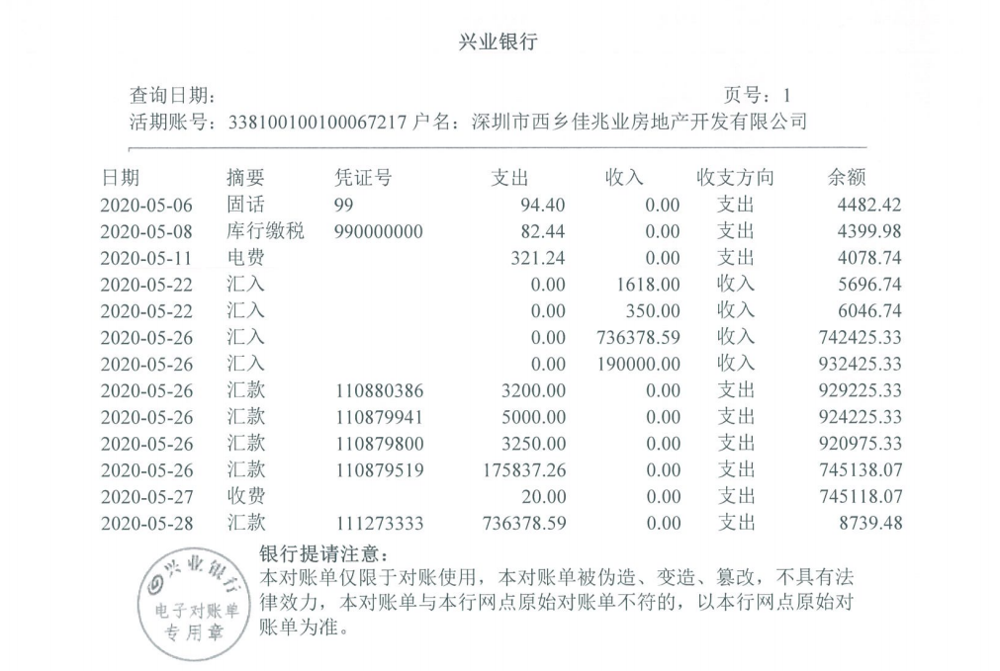 兴业银行
查询日期： 页号：1
活期账号：338100100100067217 户名：深圳市西乡佳兆业房地产开发有限公司
日期 摘要 凭证号 支出 收入 收支方向 余额
2020-05-06 固话 99 94.40 0.00 支出 4482.42
2020-05-08 库行缴税 990000000 82.44 0.00 支出 4399.98
2020-05-11 电费 321.24 0.00 支出 4078.74
2020-05-22 汇入 0.00 1618.00 收入 5696.74
2020-05-22 汇入 0.00 350.00 收入 6046.74
2020-05-26 汇入 0.00 736378.59 收入 742425.33
2020-05-26 汇入 0.00 190000.00 收入 932425.33
2020-05-26 汇款 110880386 3200.00 0.00 支出 929225.33
2020-05-26 汇款 110879941 5000.00 0.00 支出 924225.33
2020-05-26 汇款 110879800 3250.00 0.00 支出 920975.33
2020-05-26 汇款 110879519 175837.26 0.00 支出 745138.07
2020-05-27 收费 20.00 0.00 支出 745118.07
2020-05-28 汇款 111273333 736378.59 0.00 支出 8739.48
银行提请注意：
本对账单仅限于对账使用，本对账单被伪造、变造、篡改，不具有法
律效力，本对账单与本行网点原始对账单不符的，以本行网点原始对
账单为准。
兴业银行
电子对账单
专用章